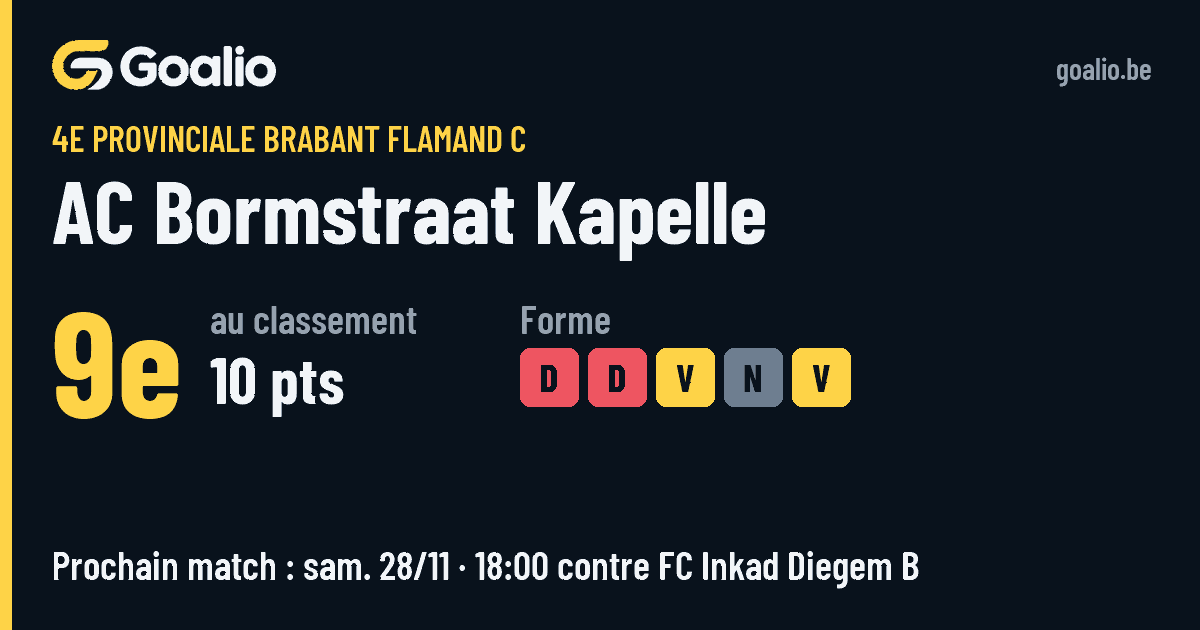 Goalio
goalio.be
4E PROVINCIALE BRABANT FLAMAND C
AC Bormstraat Kapelle
9e
au classement
10 pts
Forme
D D V N V
Prochain match : sam. 28/11 · 18:00 contre FC Inkad Diegem B